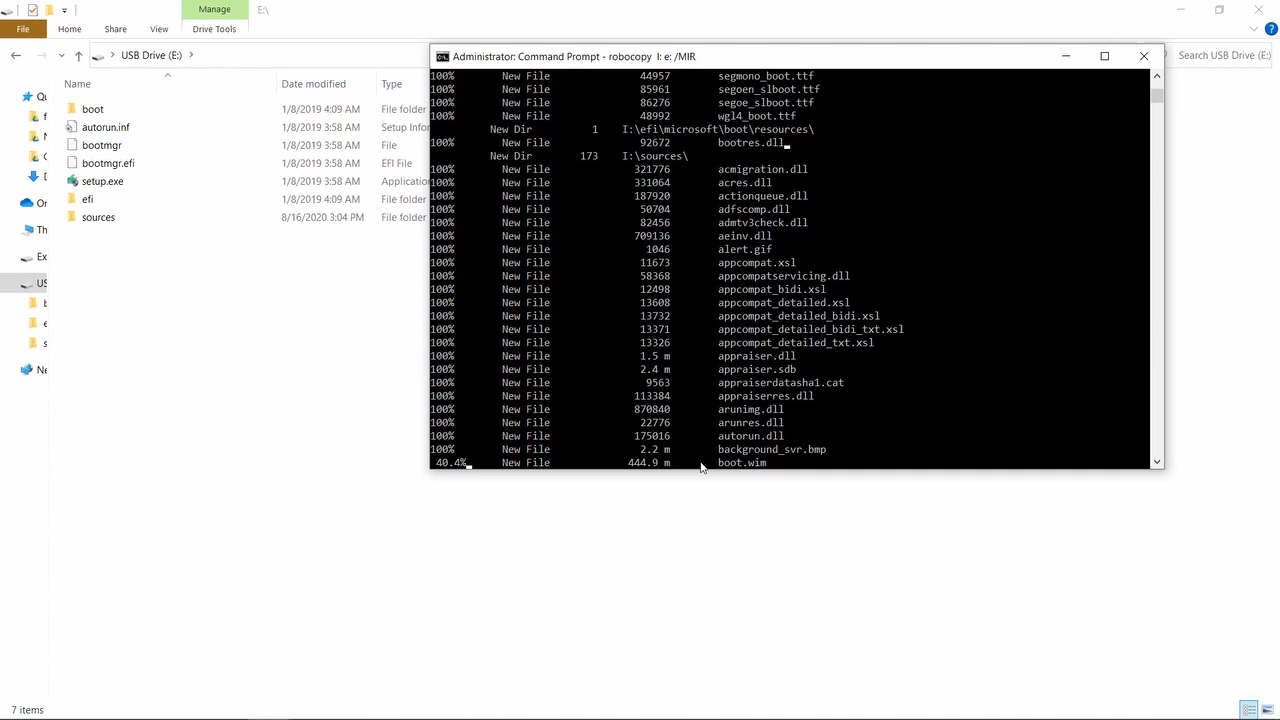 Manage
E:\
File
Home
Share
View
Drive Tools
USB Drive (E:)
Search USB Drive (E:)
Name
Date modified
Type
boot
1/8/2019 4:09 AM
File folder
autorun.inf
1/8/2019 3:58 AM
Setup Infor
bootmgr
1/8/2019 3:58 AM
File
bootmgr.efi
1/8/2019 3:58 AM
EFI File
setup.exe
1/8/2019 3:58 AM
Applicatio
efi
1/8/2019 4:09 AM
File folder
sources
8/16/2020 3:04 PM
File folder
7 items
Administrator: Command Prompt - robocopy I: e: /MIR
100% New File 44957 segmono_boot.ttf
100% New File 85961 segoen_slboot.ttf
100% New File 86276 segoe_slboot.ttf
100% New File 48992 wgl4_boot.ttf
New Dir 1 I:\efi\microsoft\boot\resources\
100% New File 92672 bootres.dll
New Dir 173 I:\sources\
100% New File 321776 acmigration.dll
100% New File 331064 acres.dll
100% New File 187920 actionqueue.dll
100% New File 50704 adfscomp.dll
100% New File 82456 admtv3check.dll
100% New File 709136 aeinv.dll
100% New File 1046 alert.gif
100% New File 11673 appcompat.xsl
100% New File 58368 appcompatservicing.dll
100% New File 12498 appcompat_bidi.xsl
100% New File 13608 appcompat_detailed.xsl
100% New File 13732 appcompat_detailed_bidi.xsl
100% New File 13371 appcompat_detailed_bidi_txt.xsl
100% New File 13326 appcompat_detailed_txt.xsl
100% New File 1.5 m appraiser.dll
100% New File 2.4 m appraiser.sdb
100% New File 9563 appraiserdatasha1.cat
100% New File 113384 appraiserres.dll
100% New File 870840 arunimg.dll
100% New File 22776 arunres.dll
100% New File 175016 autorun.dll
100% New File 2.2 m background_svr.bmp
40.4% New File 444.9 m boot.wim